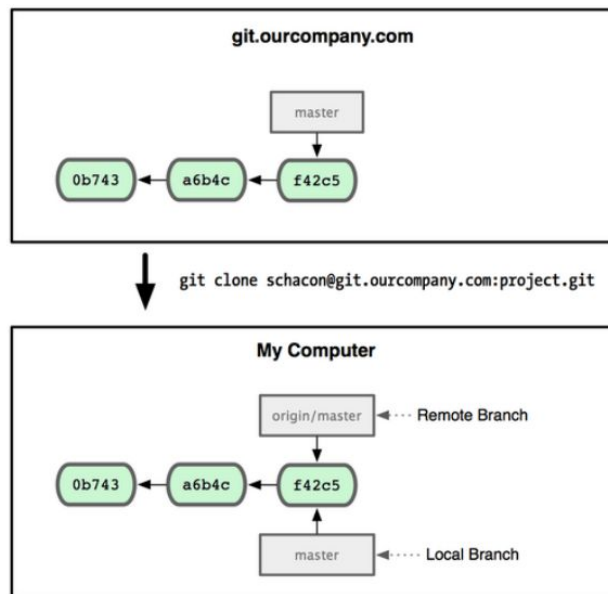 git.ourcompany.com
master
0b743 a6b4c f42c5
git clone schacon@git.ourcompany.com:project.git
My Computer
origin/master Remote Branch
0b743 a6b4c f42c5
master Local Branch